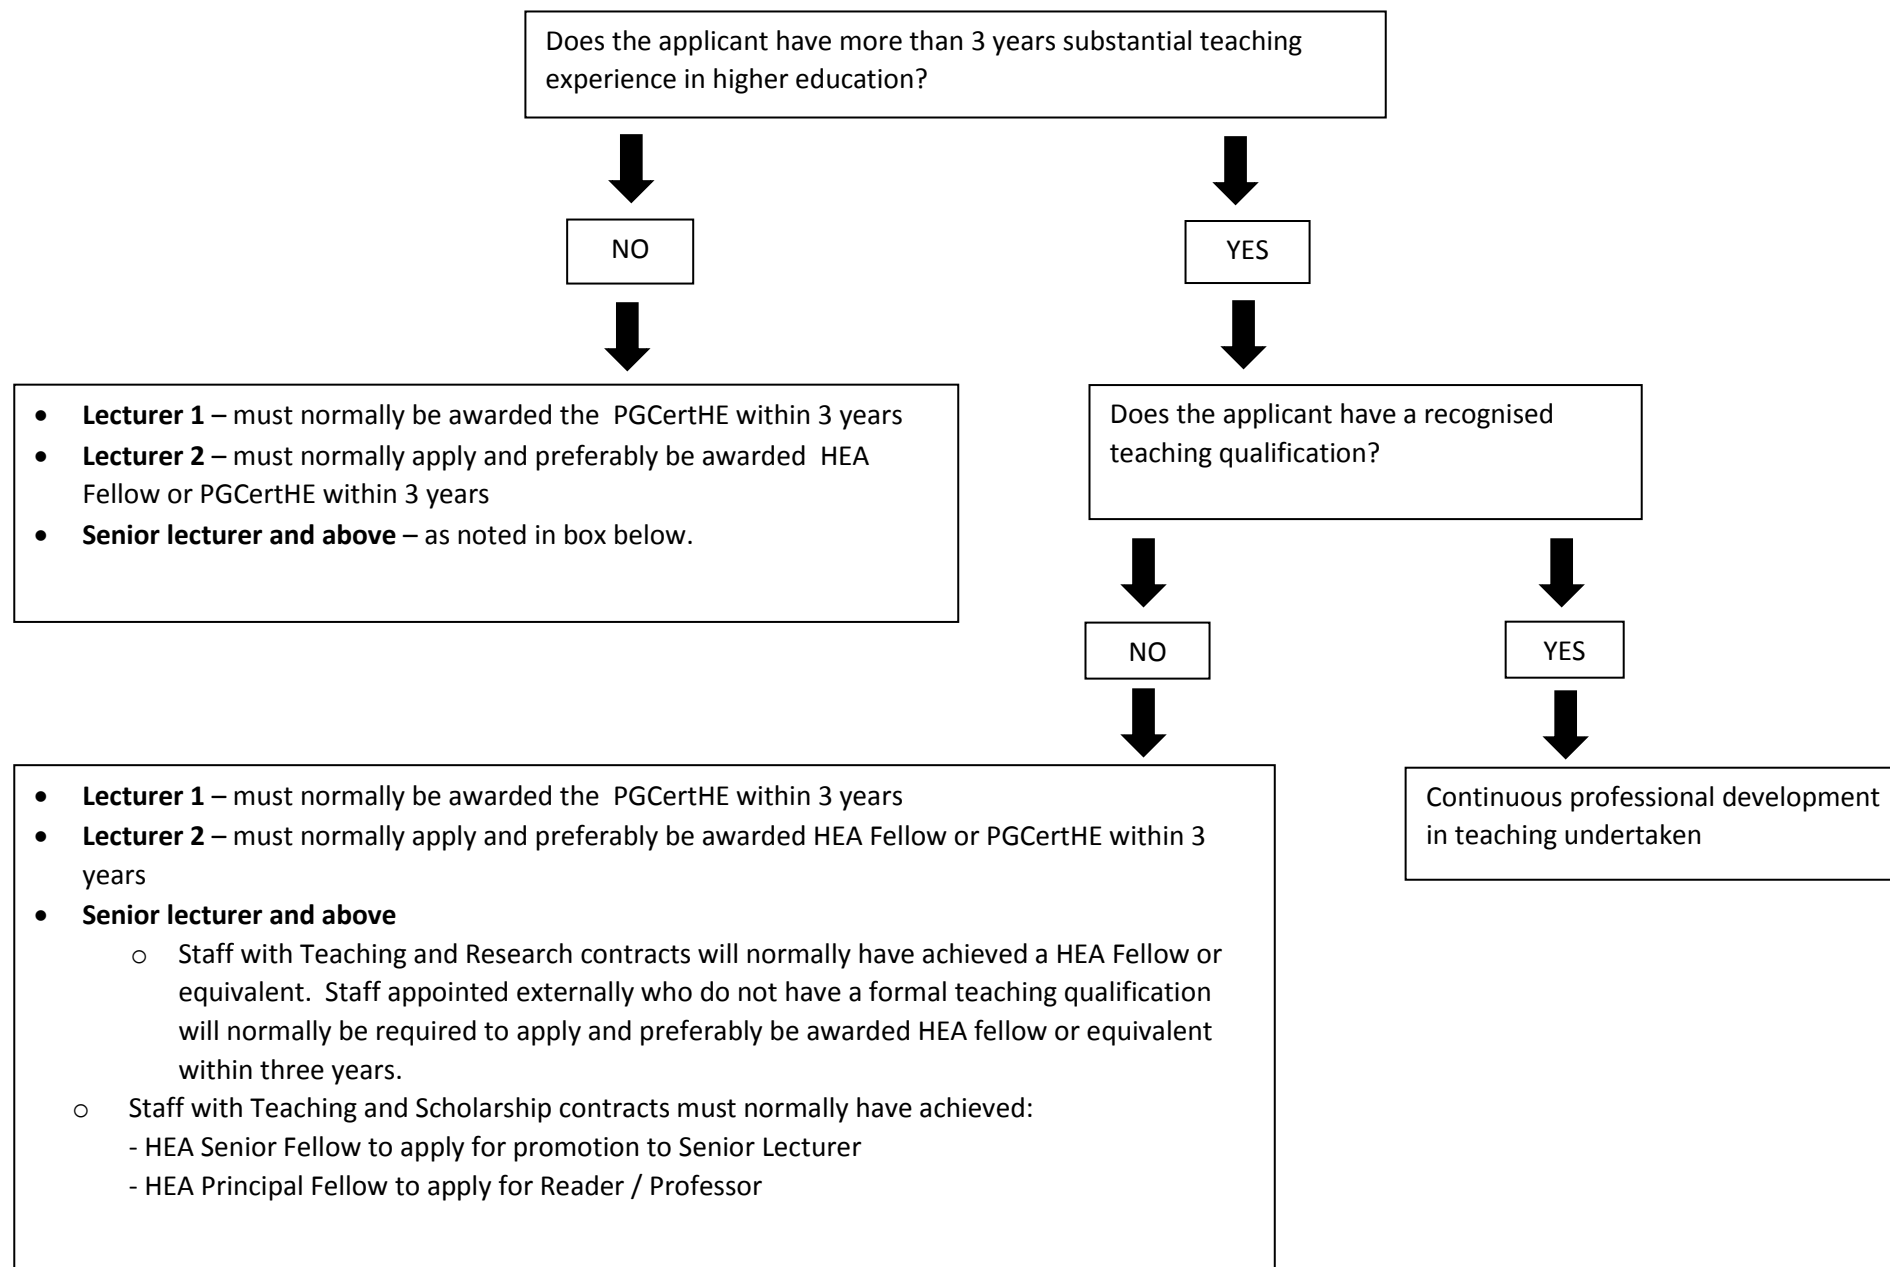 Does the applicant have more than 3 years substantial teaching
experience in higher education?
NO
YES
• Lecturer 1 – must normally be awarded the  PGCertHE within 3 years
• Lecturer 2 – must normally apply and preferably be awarded  HEA
Fellow or PGCertHE within 3 years
• Senior lecturer and above – as noted in box below.
Does the applicant have a recognised
teaching qualification?
NO
YES
• Lecturer 1 – must normally be awarded the  PGCertHE within 3 years
• Lecturer 2 – must normally apply and preferably be awarded HEA Fellow or PGCertHE within 3
years
• Senior lecturer and above
o Staff with Teaching and Research contracts will normally have achieved a HEA Fellow or
equivalent.  Staff appointed externally who do not have a formal teaching qualification
will normally be required to apply and preferably be awarded HEA fellow or equivalent
within three years.
o Staff with Teaching and Scholarship contracts must normally have achieved:
- HEA Senior Fellow to apply for promotion to Senior Lecturer
- HEA Principal Fellow to apply for Reader / Professor
Continuous professional development
in teaching undertaken